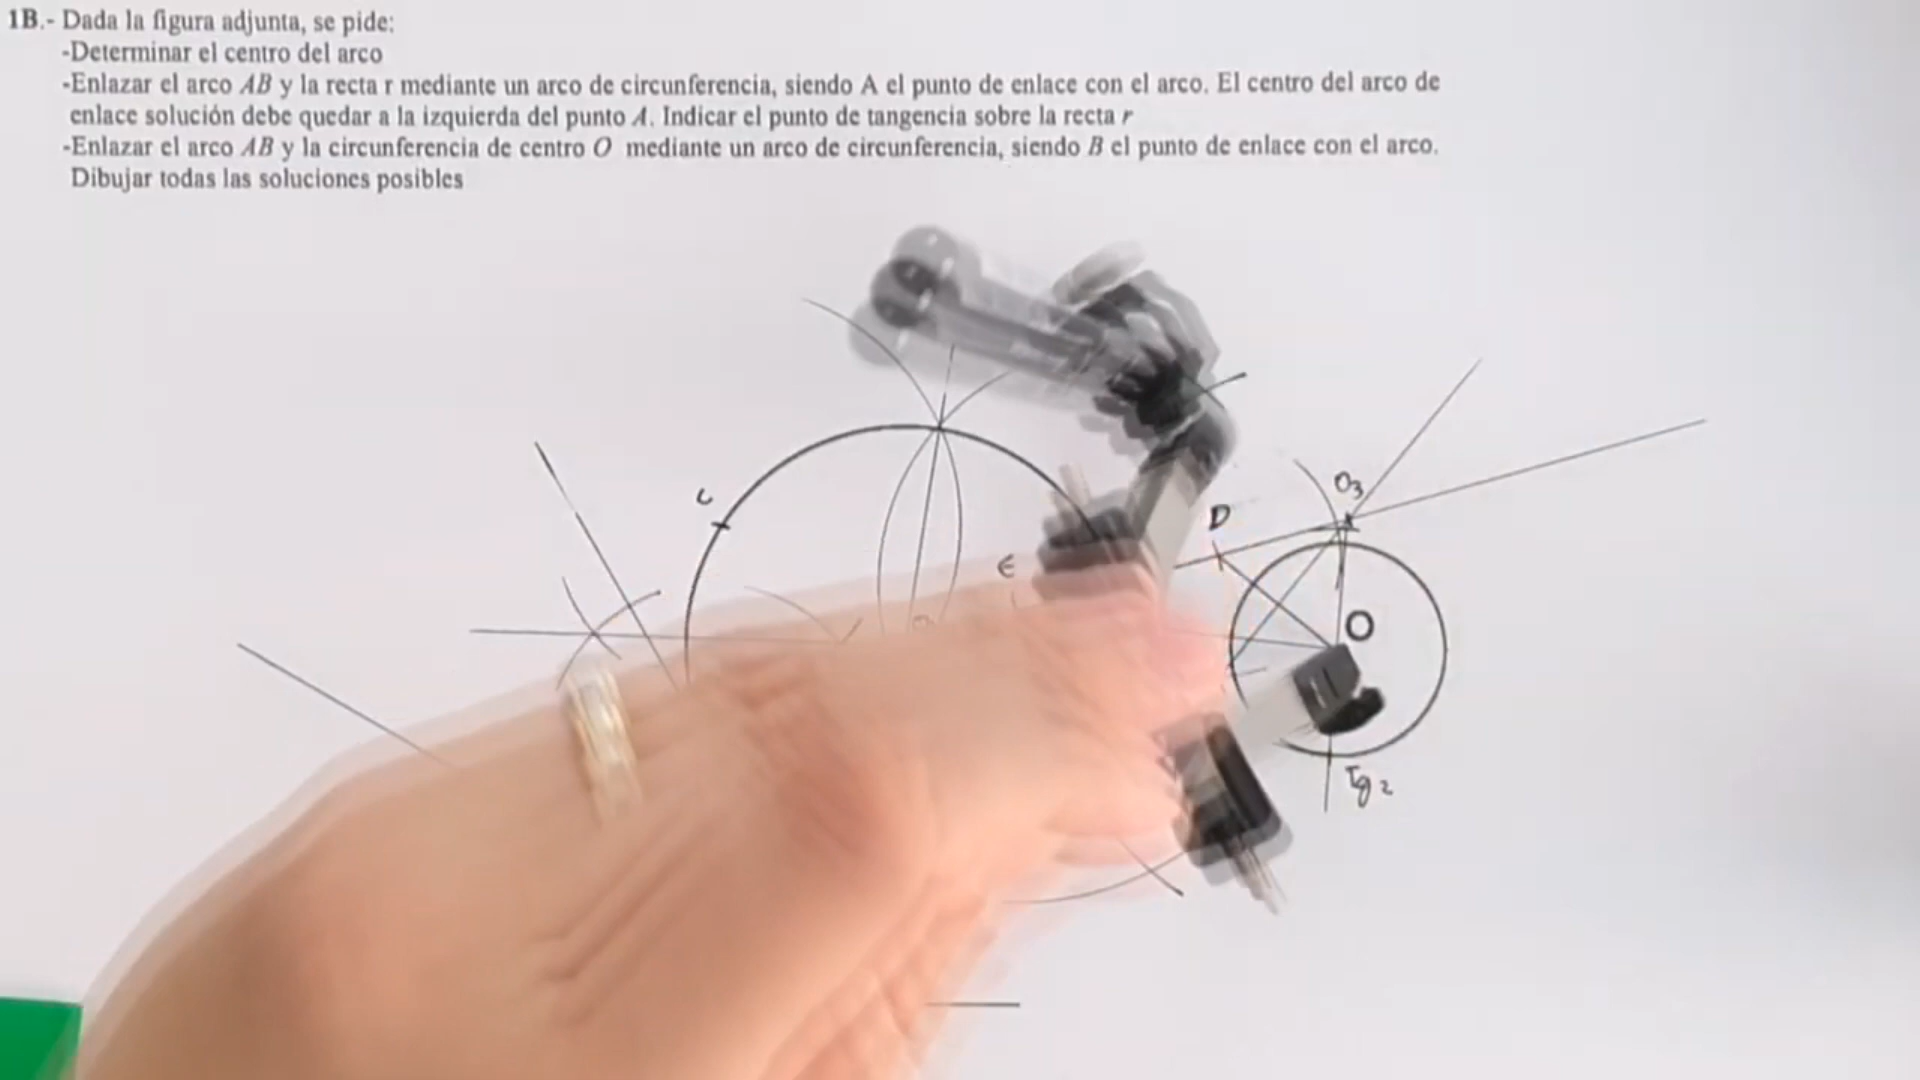 1B.- Dada la figura adjunta, se pide:
-Determinar el centro del arco
-Enlazar el arco AB y la recta r mediante un arco de circunferencia, siendo A el punto de enlace con el arco. El centro del arco de
enlace solución debe quedar a la izquierda del punto A. Indicar el punto de tangencia sobre la recta r
-Enlazar el arco AB y la circunferencia de centro O mediante un arco de circunferencia, siendo B el punto de enlace con el arco.
Dibujar todas las soluciones posibles
O3
C
D
E
O
Tg2